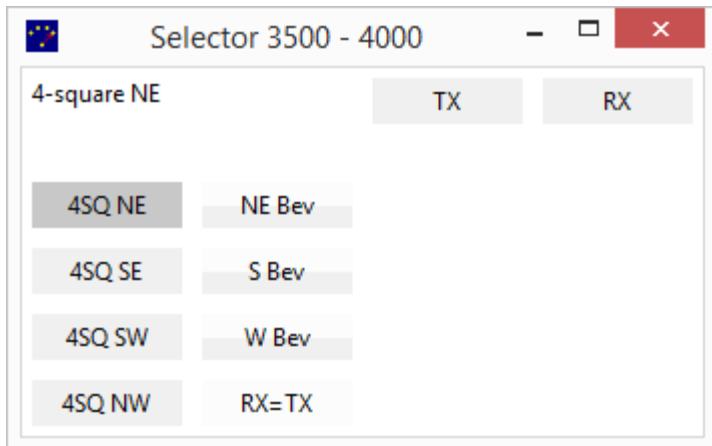 Selector 3500 - 4000
4-square NE
TX
RX
4SQ NE
NE Bev
4SQ SE
S Bev
4SQ SW
W Bev
4SQ NW
RX=TX